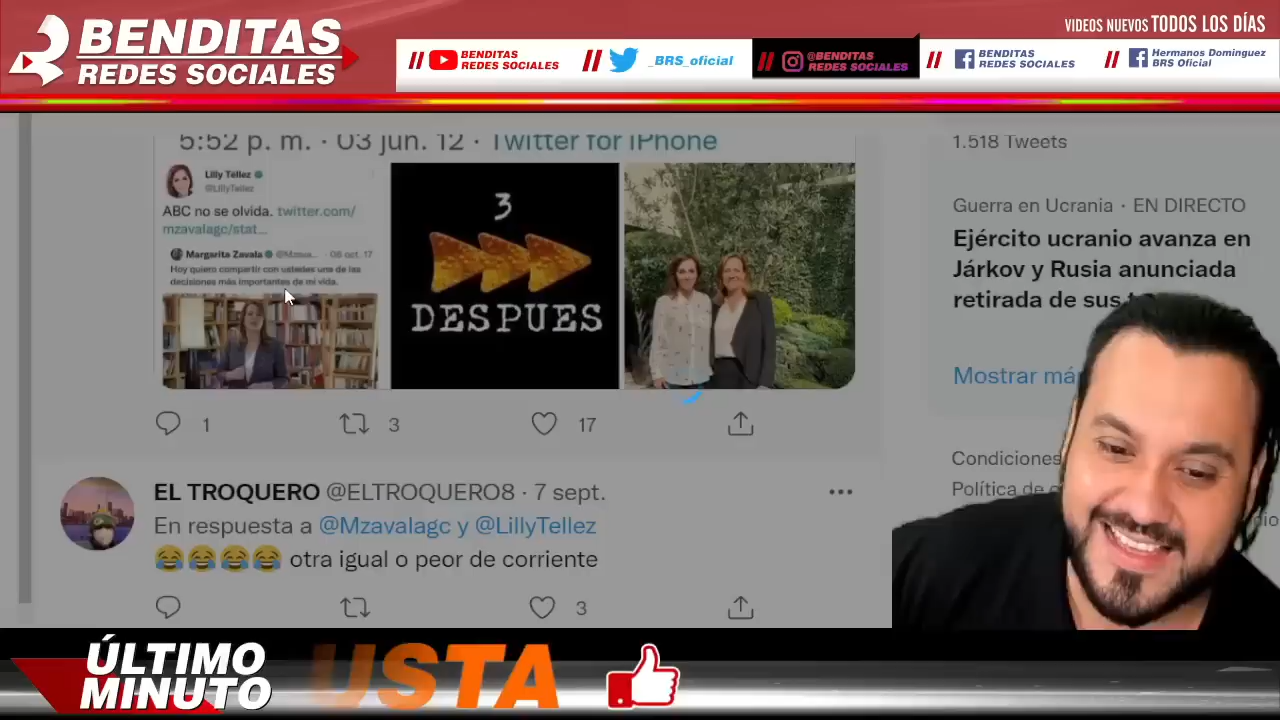 BENDITAS
REDES SOCIALES
VIDEOS NUEVOS TODOS LOS DÍAS
// BENDITAS
REDES SOCIALES
// _BRS_oficial
// @BENDITAS
REDES SOCIALES
// BENDITAS
REDES SOCIALES
// Hermanos Dominguez
BRS Oficial
5:52 p. m. · 03 jun. 12 · Twitter for iPhone
Lilly Téllez
@LillyTellez
ABC no se olvida. twitter.com/
mzavalagc/stat...
Margarita Zavala @Mzava... · 08 oct. 17
Hoy quiero compartir con ustedes una de las
decisiones más importantes de mi vida.
3
DESPUES
1
3
17
EL TROQUERO @ELTROQUERO8 · 7 sept.
En respuesta a @Mzavalagc y @LillyTellez
😂😂😂😂 otra igual o peor de corriente
3
1.518 Tweets
Guerra en Ucrania · EN DIRECTO
Ejército ucranio avanza en
Járkov y Rusia anunciada
retirada de sus
Mostrar má
Condiciones
Política de
ÚLTIMO
MINUTO
USTA